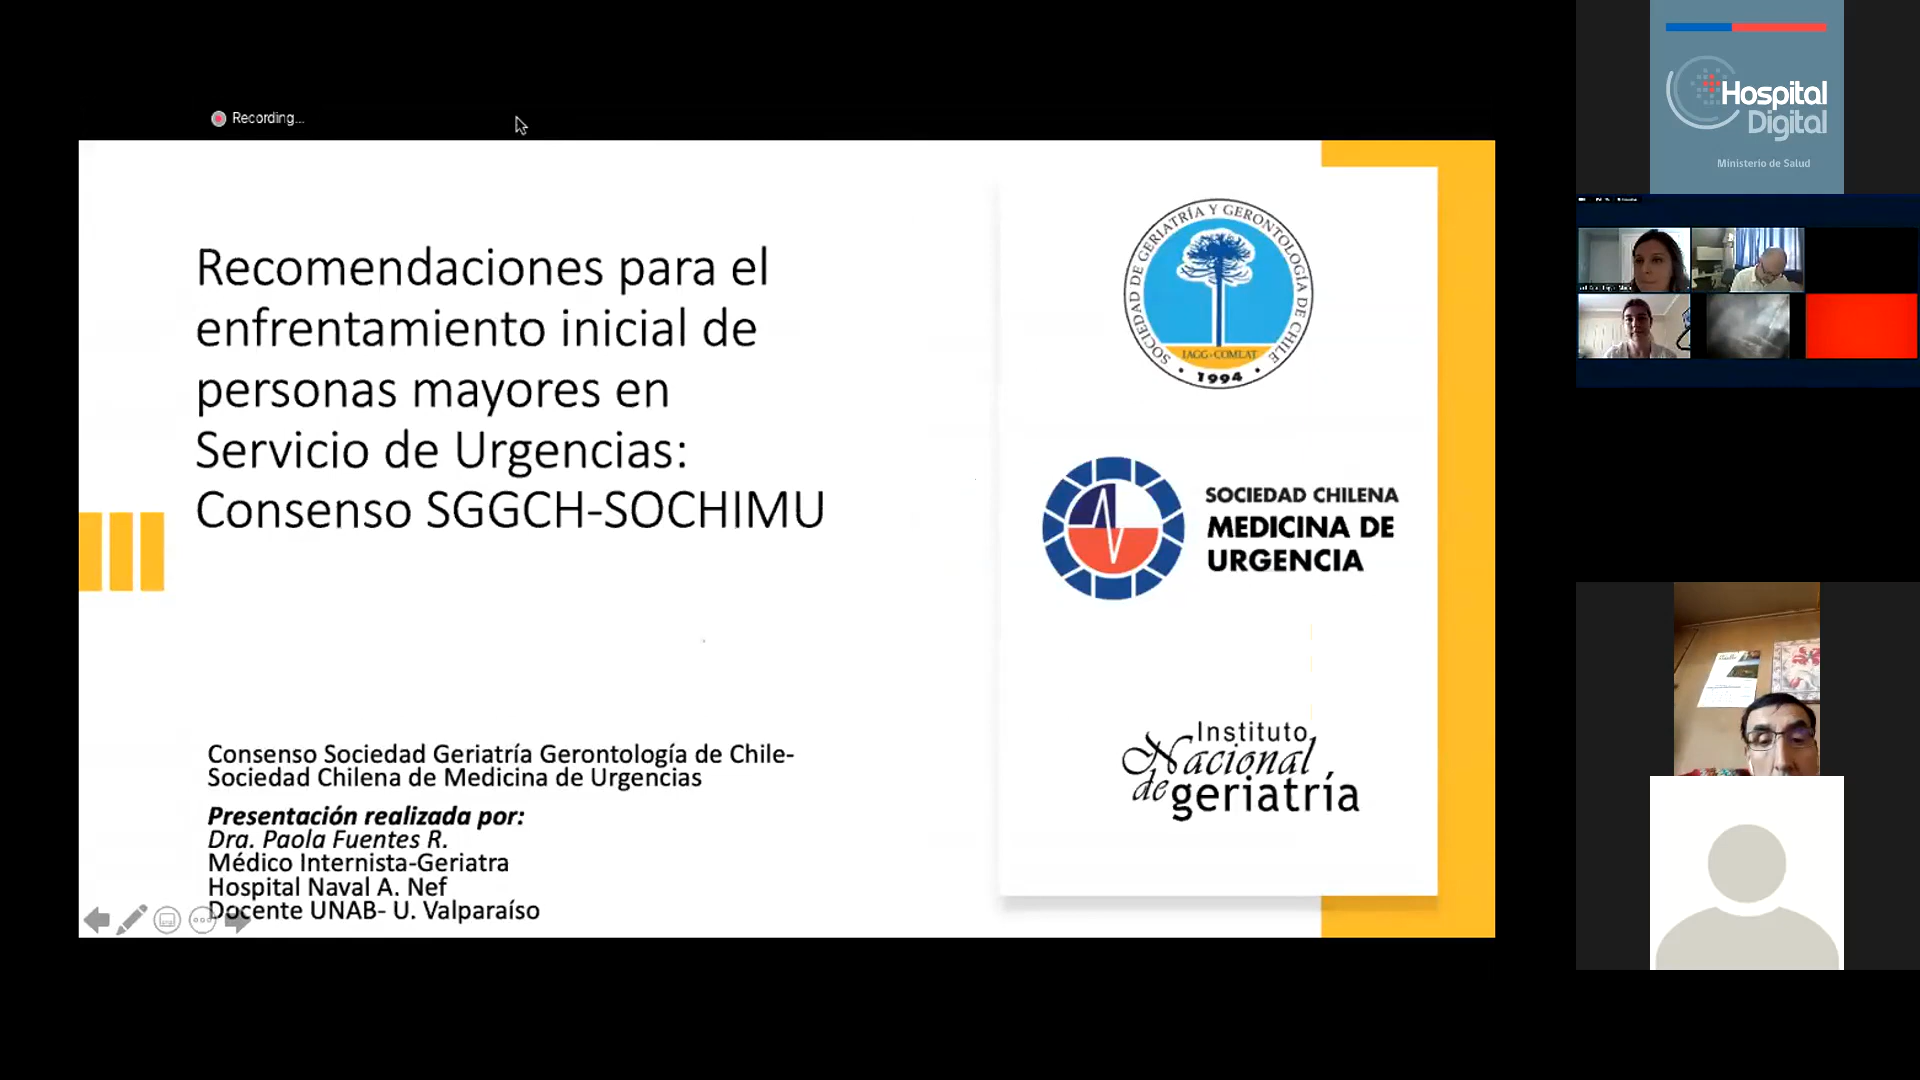 Recording...
Recomendaciones para el
enfrentamiento inicial de
personas mayores en
Servicio de Urgencias:
Consenso SGGCH-SOCHIMU
Consenso Sociedad Geriatría Gerontología de Chile-
Sociedad Chilena de Medicina de Urgencias
Presentación realizada por:
Dra. Paola Fuentes R.
Médico Internista-Geriatra
Hospital Naval A. Nef
Docente UNAB- U. Valparaíso
SOCIEDAD DE GERIATRÍA Y GERONTOLOGÍA DE CHILE
IAGG-COMLAT
• 1994 •
SOCIEDAD CHILENA
MEDICINA DE
URGENCIA
Instituto
Nacional
de geriatría
Hospital
Digital
Ministerio de Salud